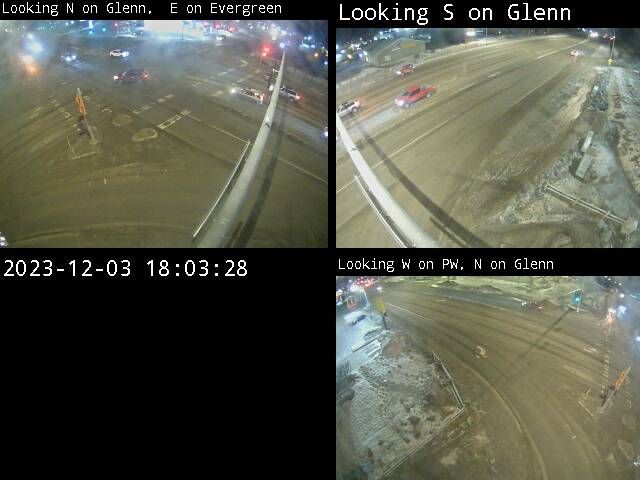 Looking N on Glenn,  E on Evergreen
Looking S on Glenn
2023-12-03 18:03:28
Looking W on PW, N on Glenn